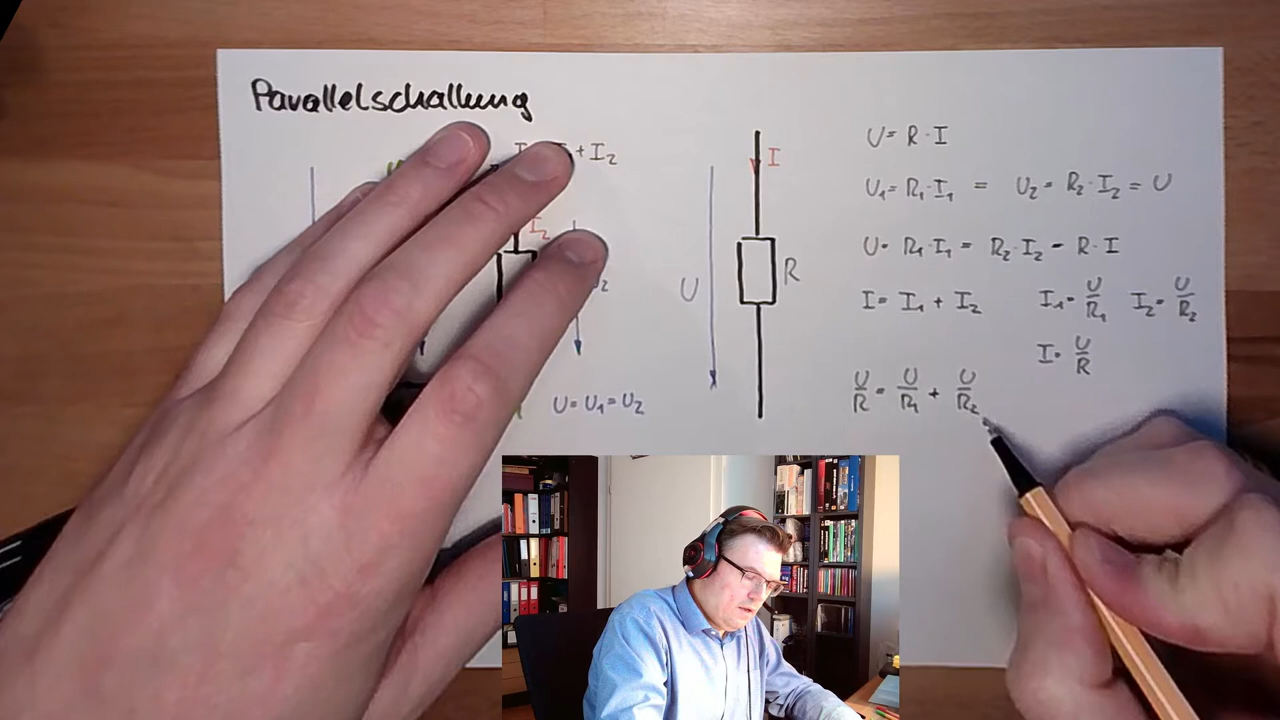 Parallelschaltung
+ I₂
I₂
U = U₁ = U₂
I
U
R
U = R · I
U₁ = R₁ · I₁ = U₂ = R₂ · I₂ = U
U = R₁ · I₁ = R₂ · I₂ = R · I
I = I₁ + I₂ I₁ = U/R₁ I₂ = U/R₂
I = U/R
U/R = U/R₁ + U/R₂